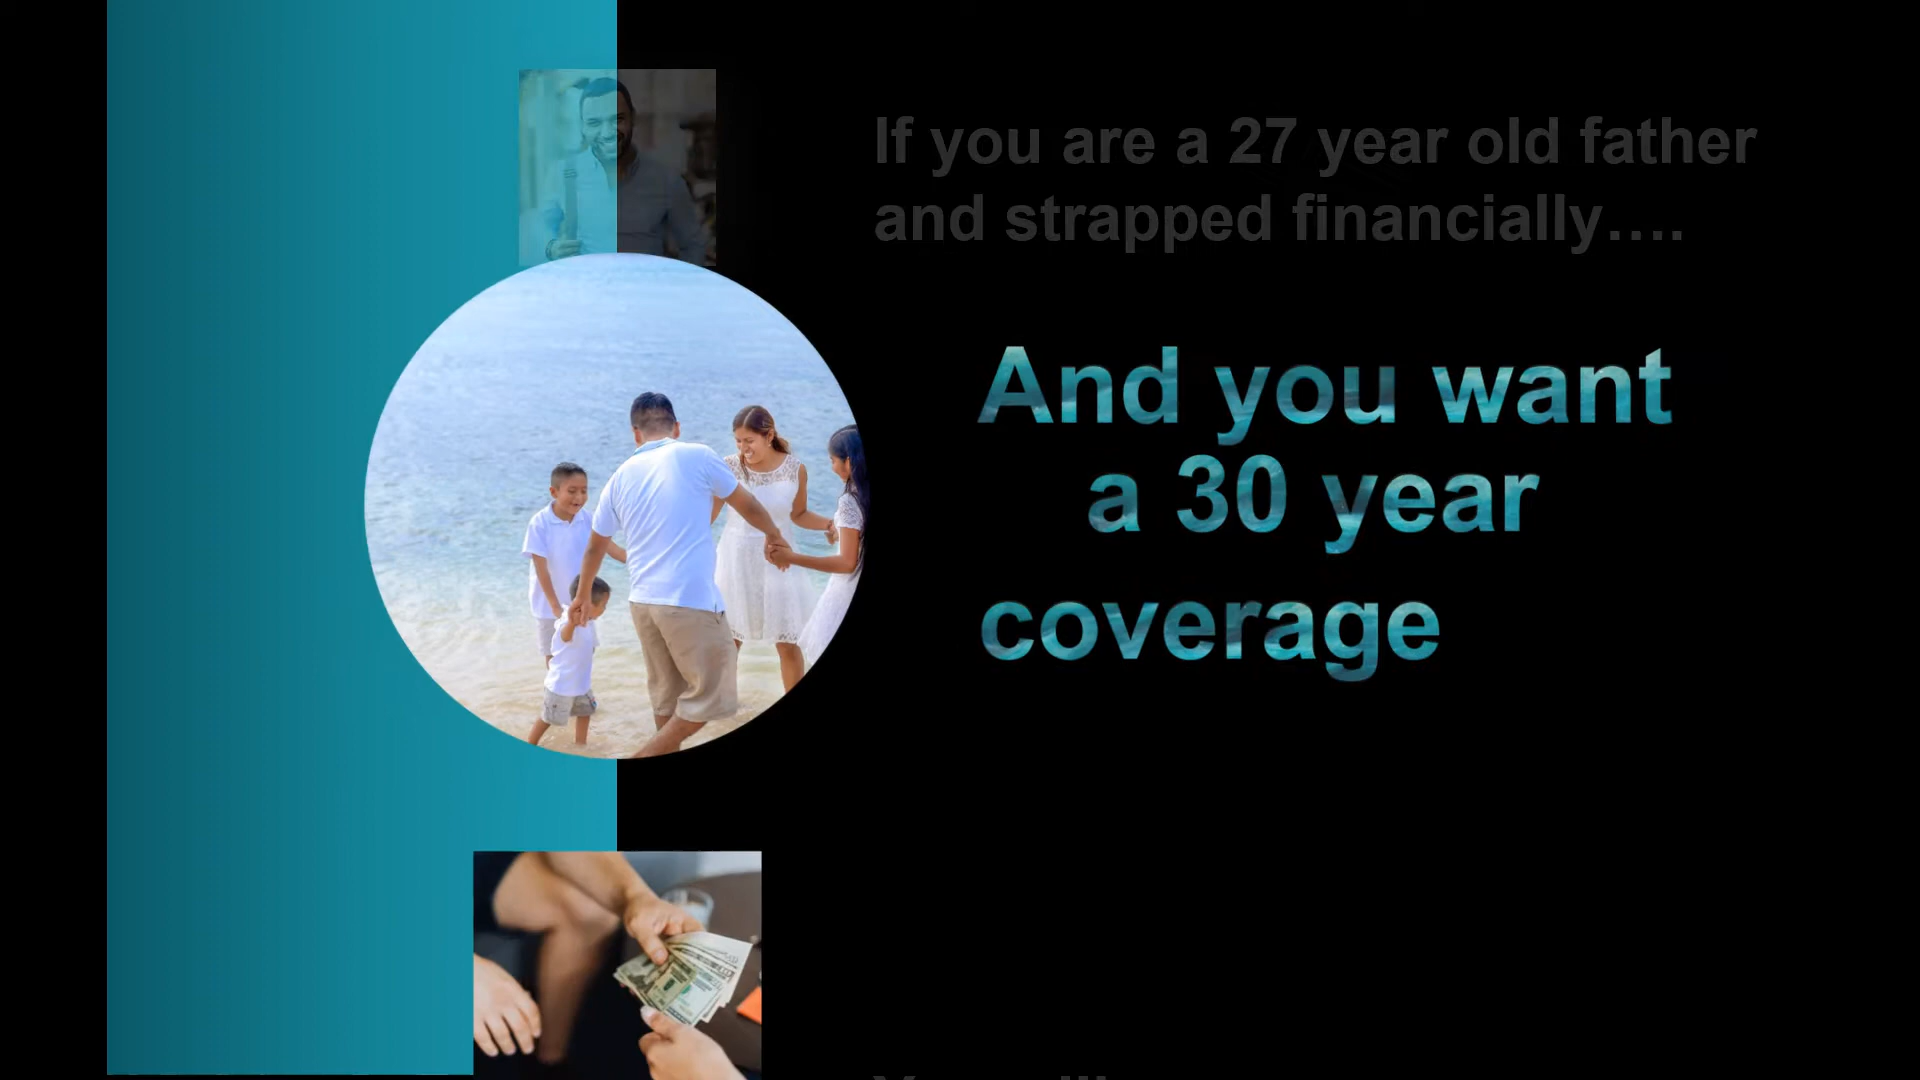 If you are a 27 year old father
and strapped financially....
And you want
a 30 year
coverage